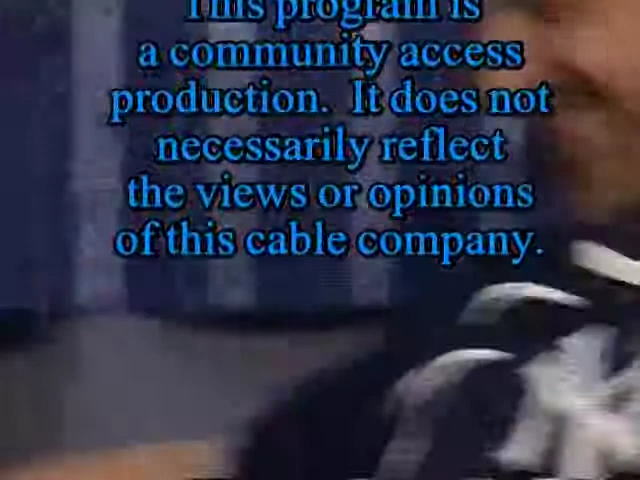 This program is
a community access
production. It does not
necessarily reflect
the views or opinions
of this cable company.